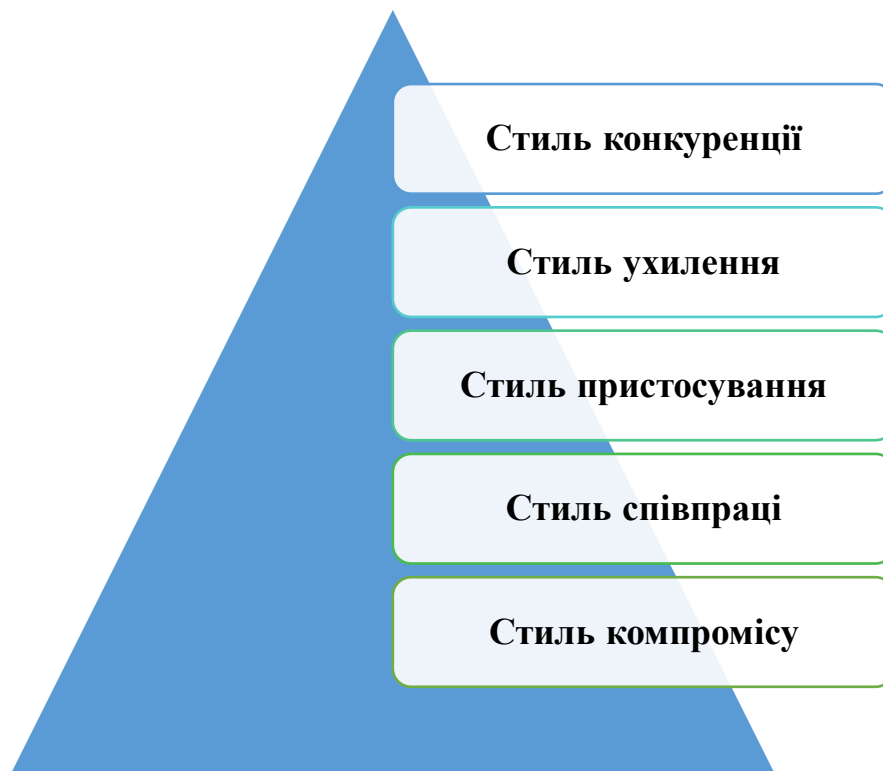 Стиль конкуренції
Стиль ухилення
Стиль пристосування
Стиль співпраці
Стиль компромісу